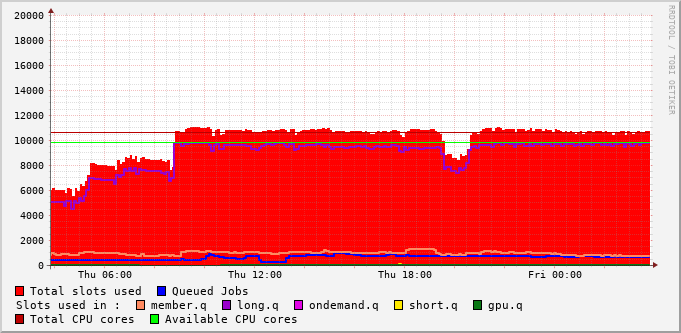 20000
18000
16000
14000
12000
10000
8000
6000
4000
2000
0
Thu 06:00 Thu 12:00 Thu 18:00 Fri 00:00
RRDTOOL / TOBI OETIKER
Total slots used Queued Jobs
Slots used in : member.q long.q ondemand.q short.q gpu.q
Total CPU cores Available CPU cores